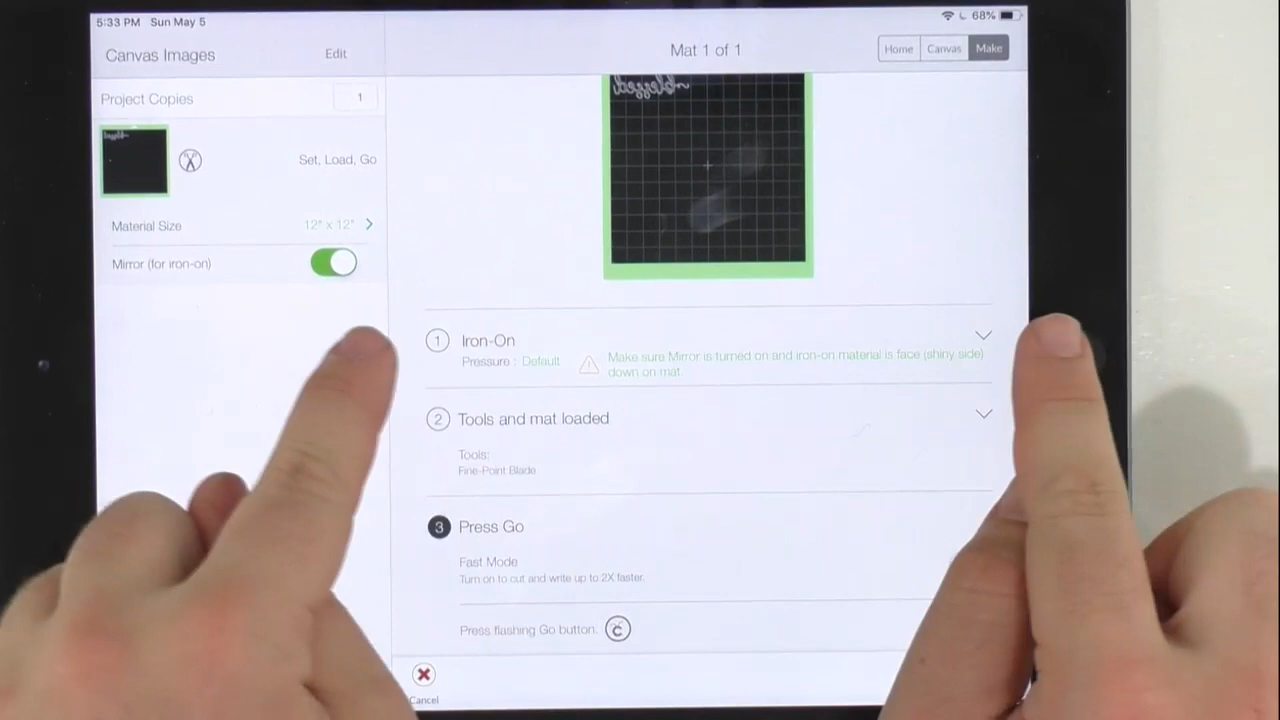 5:33 PM Sun May 5
68%
Canvas Images
Edit
Mat 1 of 1
Home
Canvas
Make
Project Copies
1
Set, Load, Go
Material Size
12" x 12"
Mirror (for iron-on)
blessed
1 Iron-On
Pressure : Default
Make sure Mirror is turned on and iron-on material is face (shiny side)
down on mat.
2 Tools and mat loaded
Tools:
Fine-Point Blade
3 Press Go
Fast Mode
Turn on to cut and write up to 2X faster.
Press flashing Go button.
Cancel